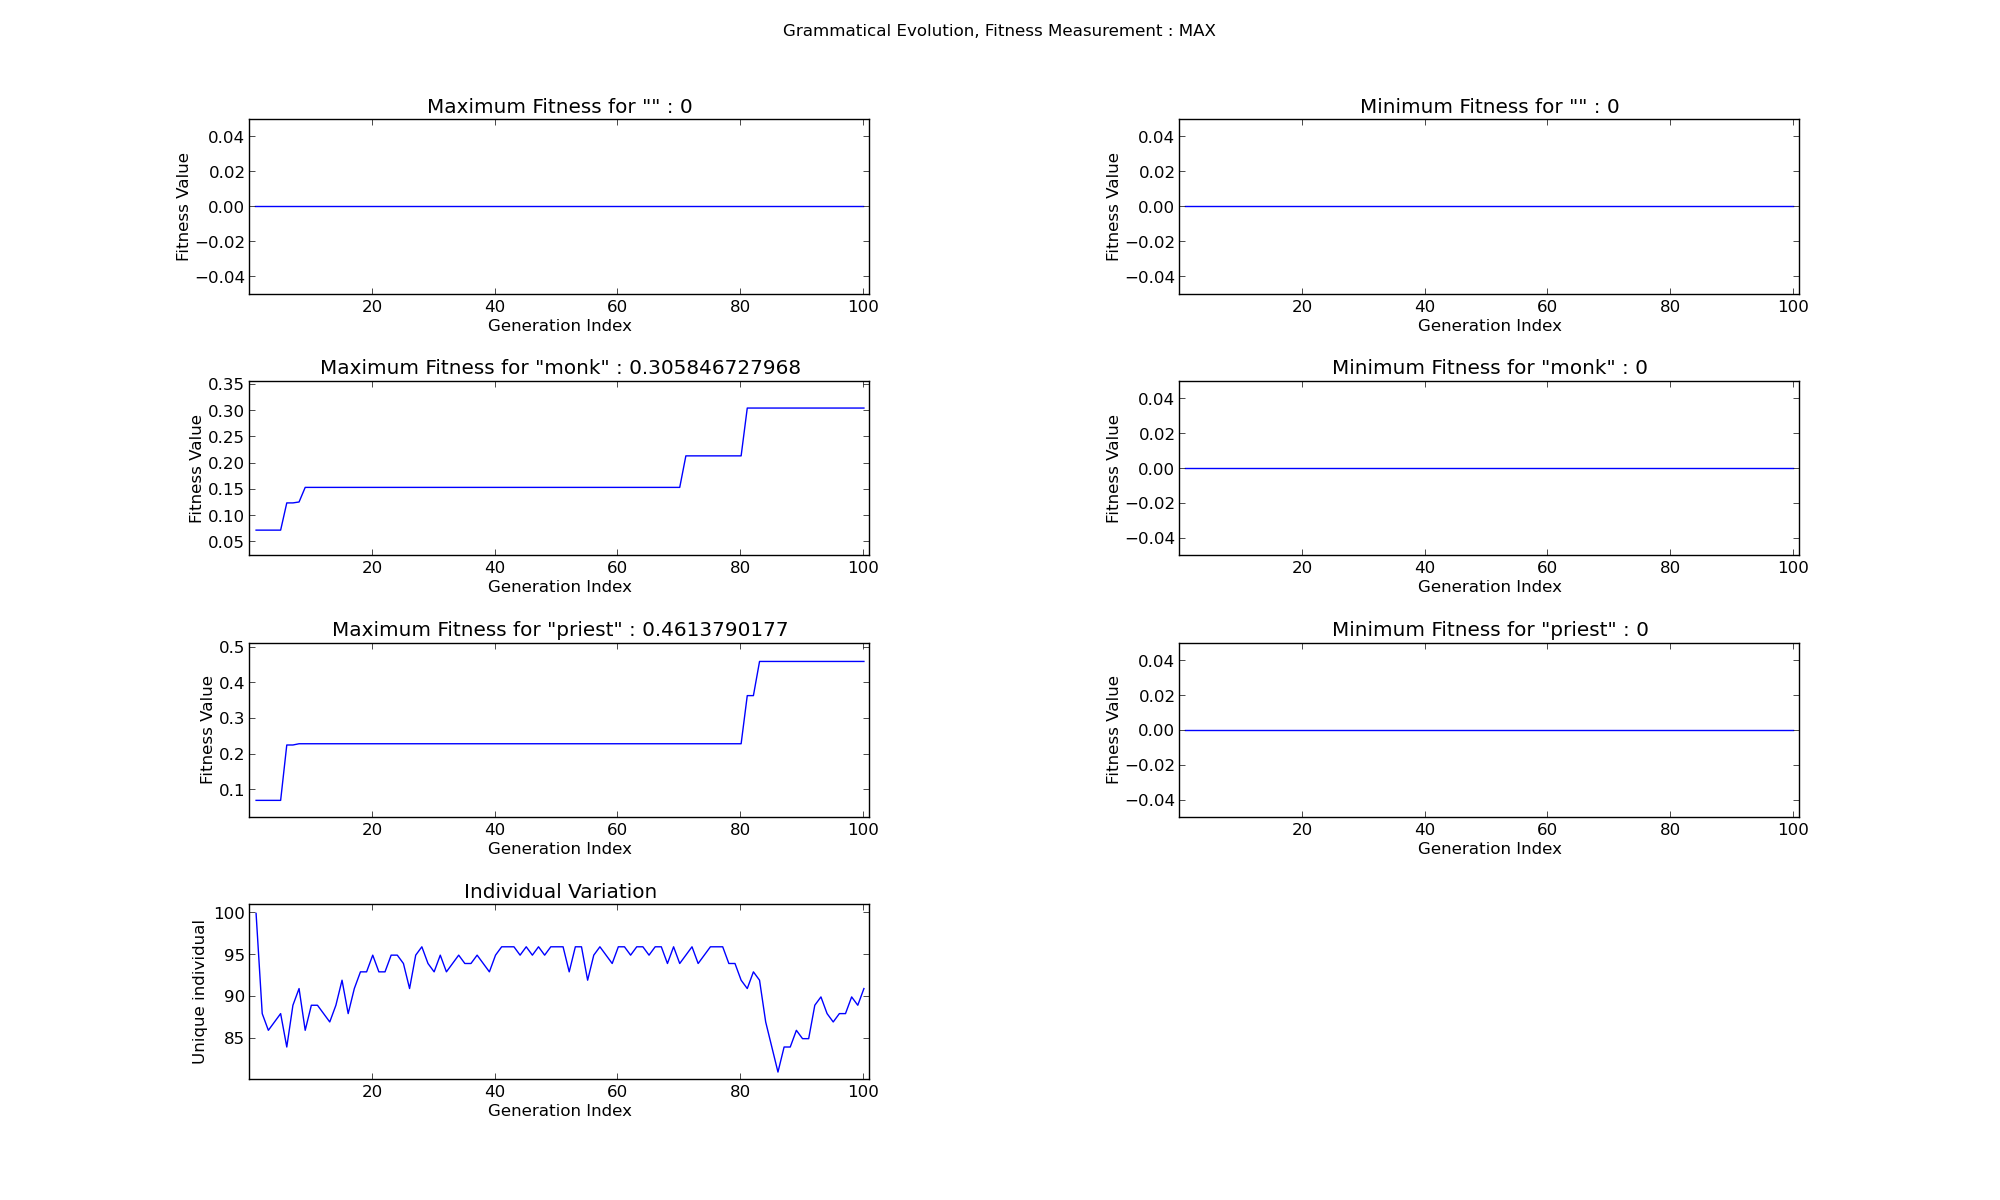 Grammatical Evolution, Fitness Measurement : MAX
Maximum Fitness for "" : 0
Fitness Value
0.04
0.02
0.00
−0.02
−0.04
20 40 60 80 100
Generation Index
Minimum Fitness for "" : 0
Fitness Value
0.04
0.02
0.00
−0.02
−0.04
20 40 60 80 100
Generation Index
Maximum Fitness for "monk" : 0.305846727968
Fitness Value
0.35
0.30
0.25
0.20
0.15
0.10
0.05
20 40 60 80 100
Generation Index
Minimum Fitness for "monk" : 0
Fitness Value
0.04
0.02
0.00
−0.02
−0.04
20 40 60 80 100
Generation Index
Maximum Fitness for "priest" : 0.4613790177
Fitness Value
0.5
0.4
0.3
0.2
0.1
20 40 60 80 100
Generation Index
Minimum Fitness for "priest" : 0
Fitness Value
0.04
0.02
0.00
−0.02
−0.04
20 40 60 80 100
Generation Index
Individual Variation
Unique individual
100
95
90
85
20 40 60 80 100
Generation Index